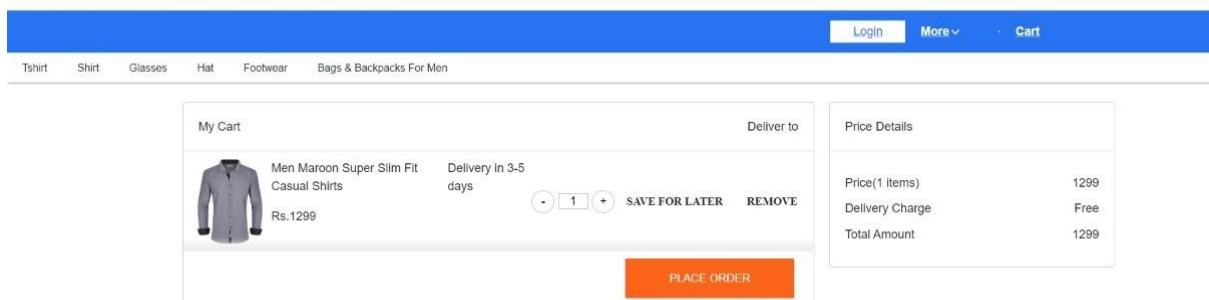 Login More Cart
Tshirt Shirt Glasses Hat Footwear Bags & Backpacks For Men
My Cart Deliver to
Men Maroon Super Slim Fit
Casual Shirts
Rs.1299
Delivery in 3-5
days
- 1 + SAVE FOR LATER REMOVE
PLACE ORDER
Price Details
Price(1 items) 1299
Delivery Charge Free
Total Amount 1299